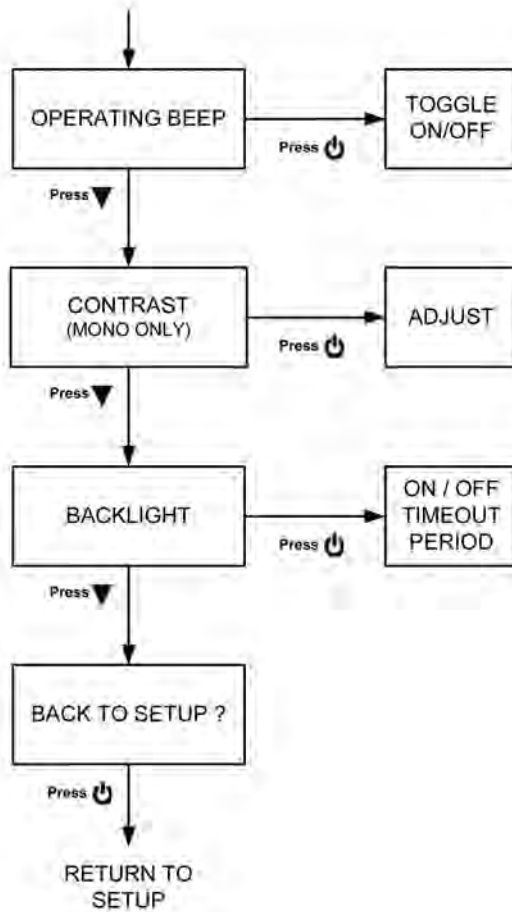 OPERATING BEEP
TOGGLE
ON/OFF
Press
Press
CONTRAST
(MONO ONLY)
ADJUST
Press
Press
BACKLIGHT
ON / OFF
TIMEOUT
PERIOD
Press
Press
BACK TO SETUP ?
Press
RETURN TO
SETUP